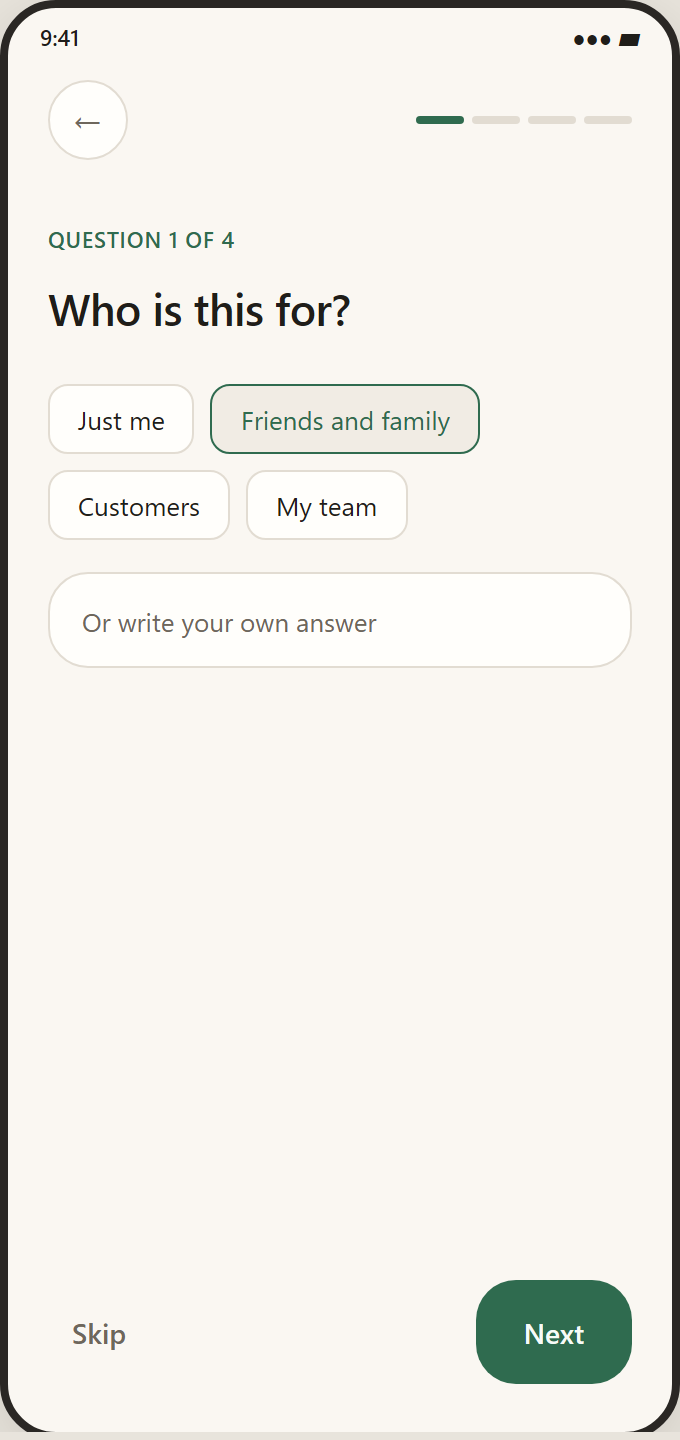 9:41
←
QUESTION 1 OF 4
Who is this for?
Just me
Friends and family
Customers
My team
Or write your own answer
Skip
Next